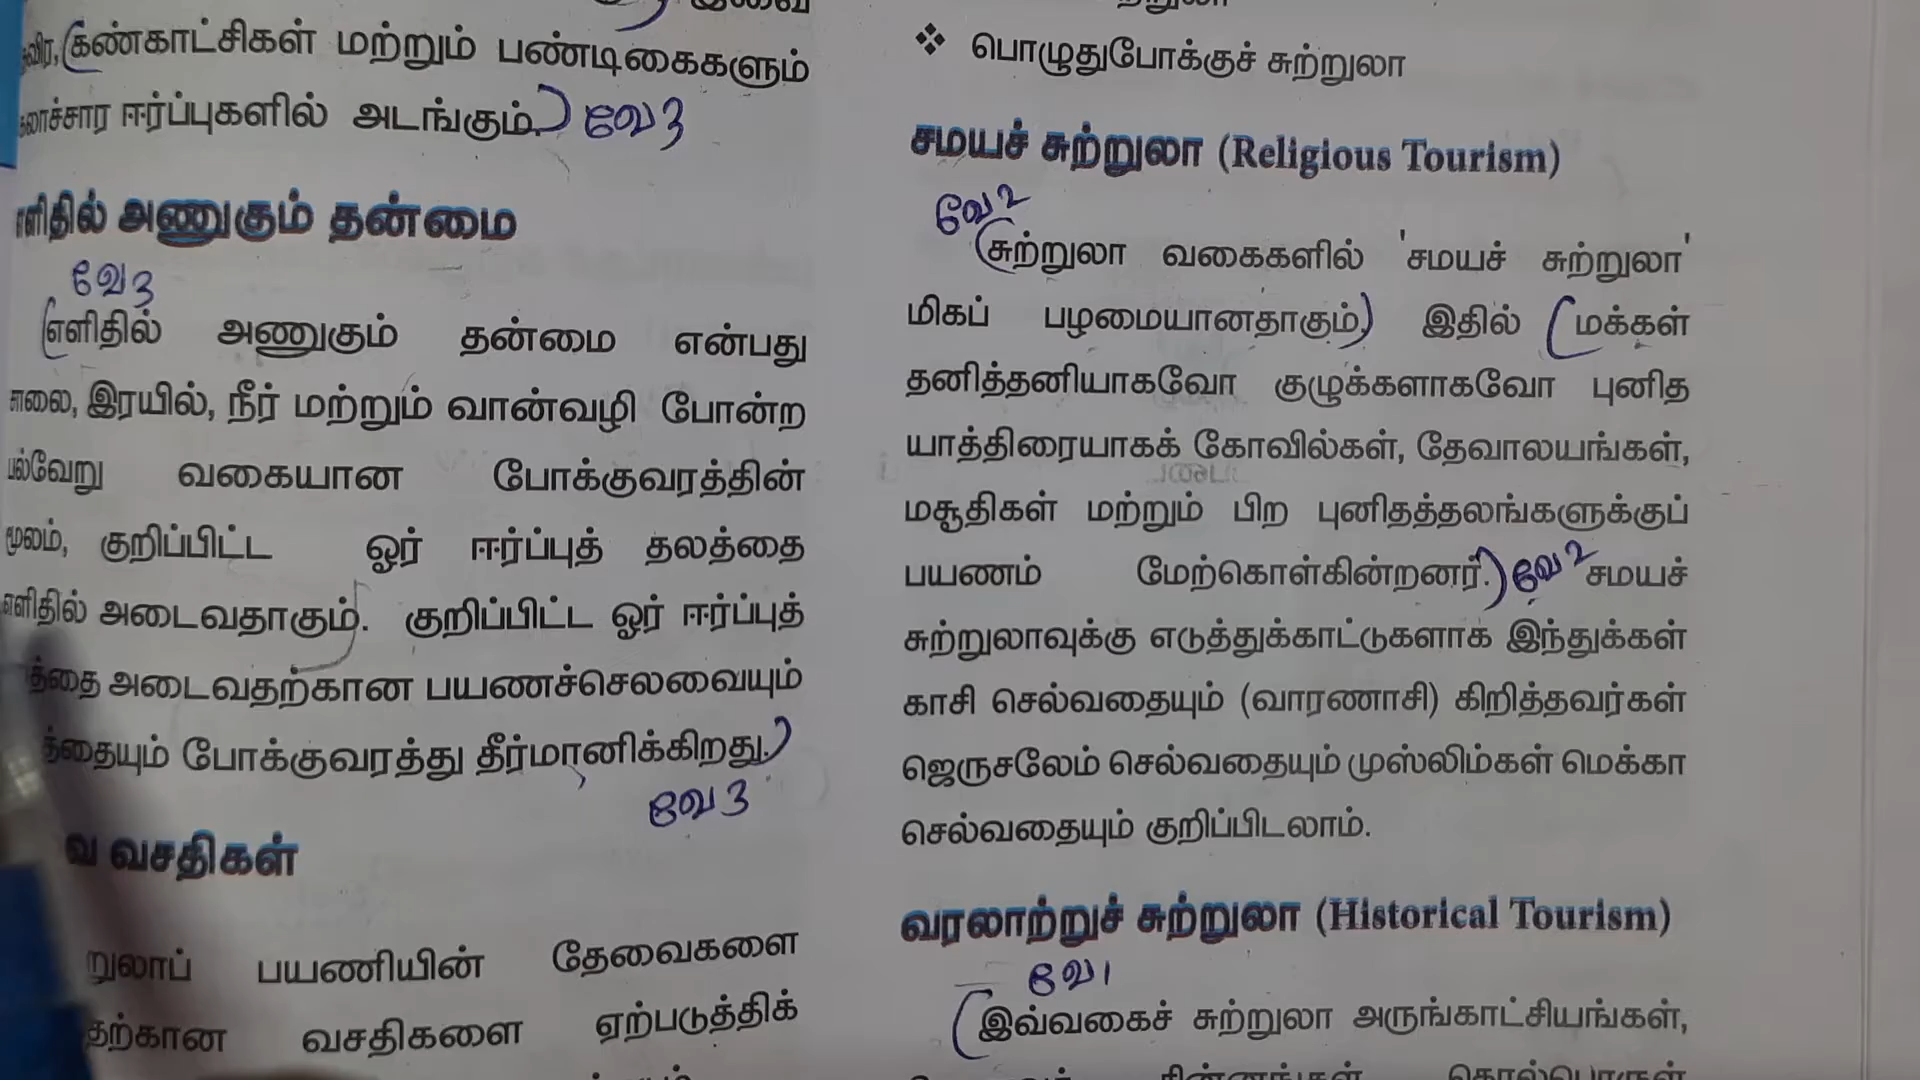 கண்காட்சிகள் மற்றும் பண்டிகைகளும்
ஈர்ப்புகளில் அடங்கும். வே 3
எளிதில் அணுகும் தன்மை
வே 3
எளிதில் அணுகும் தன்மை என்பது
இரயில், நீர் மற்றும் வான்வழி போன்ற
பல்வேறு வகையான போக்குவரத்தின்
மூலம், குறிப்பிட்ட ஓர் ஈர்ப்புத் தலத்தை
எளிதில் அடைவதாகும். குறிப்பிட்ட ஓர் ஈர்ப்புத்
அடைவதற்கான பயணச்செலவையும்
போக்குவரத்து தீர்மானிக்கிறது.
வே 3
வசதிகள்
பயணியின் தேவைகளை
வசதிகளை ஏற்படுத்திக்
❖ பொழுதுபோக்குச் சுற்றுலா
சமயச் சுற்றுலா (Religious Tourism)
வே 2
(சுற்றுலா வகைகளில் 'சமயச் சுற்றுலா'
மிகப் பழமையானதாகும்.) இதில் (மக்கள்
தனித்தனியாகவோ குழுக்களாகவோ புனித
யாத்திரையாகக் கோவில்கள், தேவாலயங்கள்,
மசூதிகள் மற்றும் பிற புனிதத்தலங்களுக்குப்
பயணம் மேற்கொள்கின்றனர்.) வே 2 சமயச்
சுற்றுலாவுக்கு எடுத்துக்காட்டுகளாக இந்துக்கள்
காசி செல்வதையும் (வாரணாசி) கிறித்தவர்கள்
ஜெருசலேம் செல்வதையும் முஸ்லிம்கள் மெக்கா
செல்வதையும் குறிப்பிடலாம்.
வரலாற்றுச் சுற்றுலா (Historical Tourism)
வே 1
(இவ்வகைச் சுற்றுலா அருங்காட்சியங்கள்,